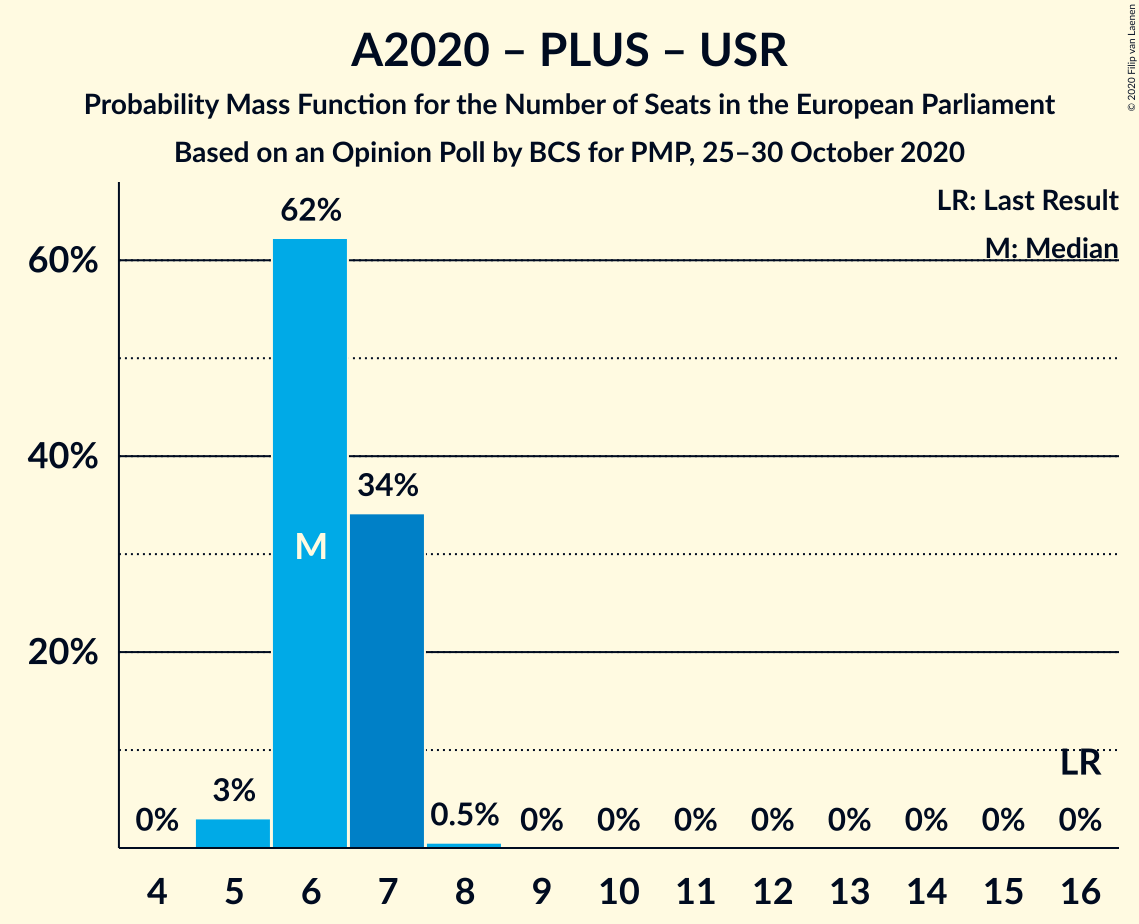 A2020 – PLUS – USR
Probability Mass Function for the Number of Seats in the European Parliament
Based on an Opinion Poll by BCS for PMP, 25–30 October 2020
© 2020 Filip van Laenen
LR: Last Result
M: Median
60%
40%
20%
0%
3%
62%
M
34%
0.5%
0%
0%
0%
0%
0%
0%
0%
LR
0%
4 5 6 7 8 9 10 11 12 13 14 15 16